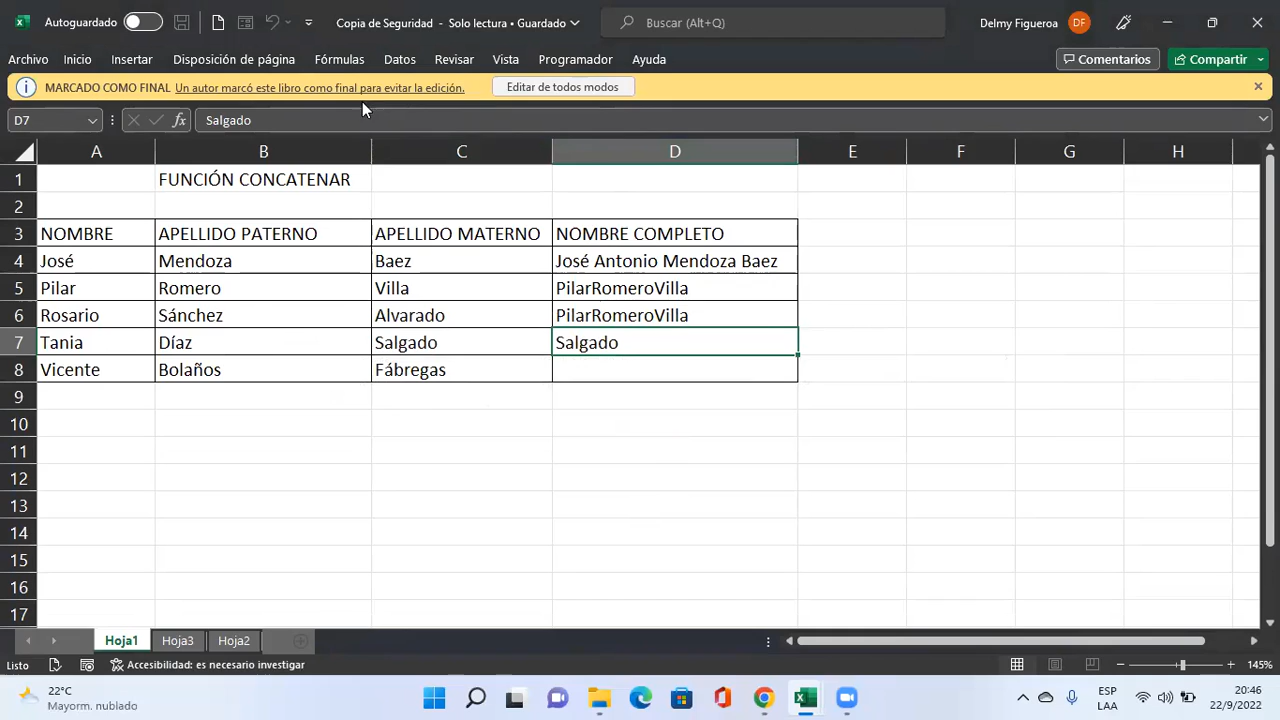 Autoguardado
Copia de Seguridad - Solo lectura • Guardado
Buscar (Alt+Q)
Delmy Figueroa DF
Archivo Inicio Insertar Disposición de página Fórmulas Datos Revisar Vista Programador Ayuda Comentarios Compartir
MARCADO COMO FINAL Un autor marcó este libro como final para evitar la edición. Editar de todos modos
D7 fx Salgado
A B C D E F G H
1 FUNCIÓN CONCATENAR
2
3 NOMBRE APELLIDO PATERNO APELLIDO MATERNO NOMBRE COMPLETO
4 José Mendoza Baez José Antonio Mendoza Baez
5 Pilar Romero Villa PilarRomeroVilla
6 Rosario Sánchez Alvarado PilarRomeroVilla
7 Tania Díaz Salgado Salgado
8 Vicente Bolaños Fábregas
9
10
11
12
13
14
15
16
17
Hoja1 Hoja3 Hoja2
Listo Accesibilidad: es necesario investigar 145%
22°C
Mayorm. nublado
ESP
LAA
20:46
22/9/2022